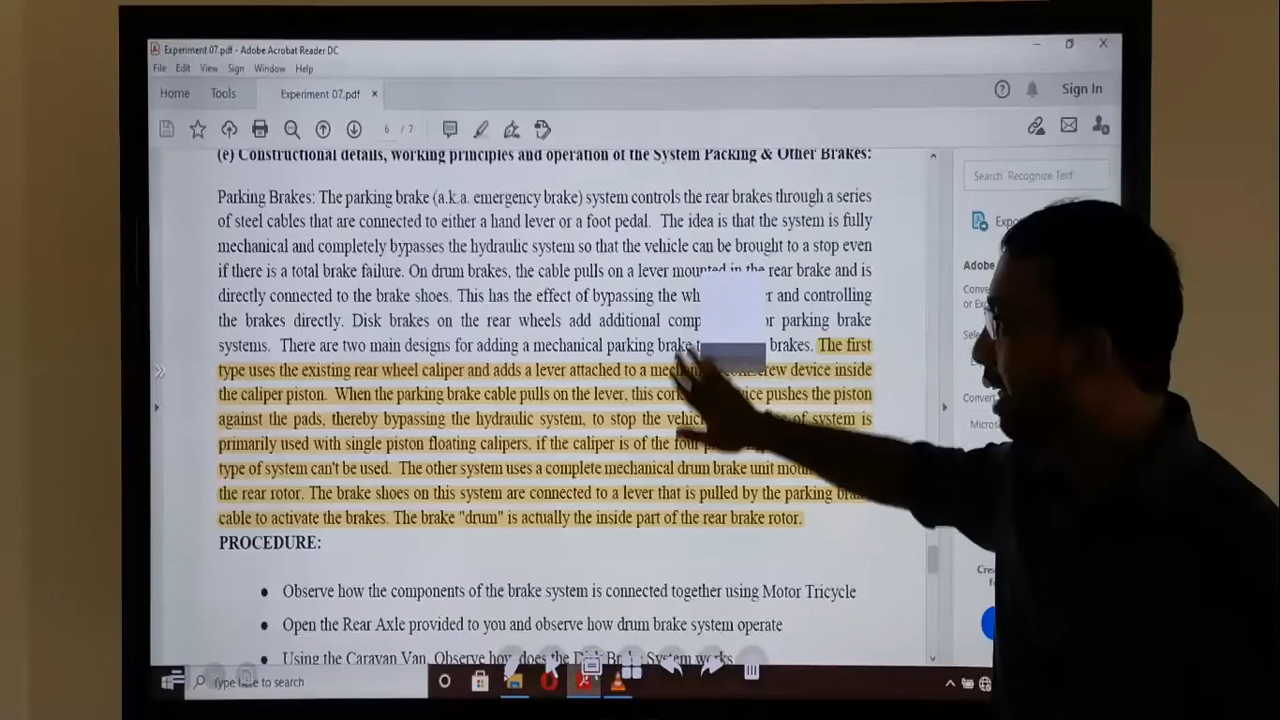 Experiment 07.pdf - Adobe Acrobat Reader DC
File Edit View Sign Window Help
Home Tools Experiment 07.pdf × Sign In
6 / 7
(e) Constructional details, working principles and operation of the System Packing & Other Brakes:
Search 'Recognize Text'
Parking Brakes: The parking brake (a.k.a. emergency brake) system controls the rear brakes through a series
of steel cables that are connected to either a hand lever or a foot pedal. The idea is that the system is fully
mechanical and completely bypasses the hydraulic system so that the vehicle can be brought to a stop even
if there is a total brake failure. On drum brakes, the cable pulls on a lever mounted in the rear brake and is
directly connected to the brake shoes. This has the effect of bypassing the and controlling
the brakes directly. Disk brakes on the rear wheels add additional parking brake
systems. There are two main designs for adding a mechanical parking brake brakes. The first
type uses the existing rear wheel caliper and adds a lever attached to a device inside
the caliper piston. When the parking brake cable pulls on the lever, this pushes the piston
against the pads, thereby bypassing the hydraulic system, to stop the of system is
primarily used with single piston floating calipers, if the caliper is of the four
type of system can't be used. The other system uses a complete mechanical drum brake unit
the rear rotor. The brake shoes on this system are connected to a lever that is pulled by the parking brake
cable to activate the brakes. The brake "drum" is actually the inside part of the rear brake rotor.
Adobe
PROCEDURE:
● Observe how the components of the brake system is connected together using Motor Tricycle
● Open the Rear Axle provided to you and observe how drum brake system operate
● Using the Caravan Van, Observe how does the Disk Brake System works
Type here to search